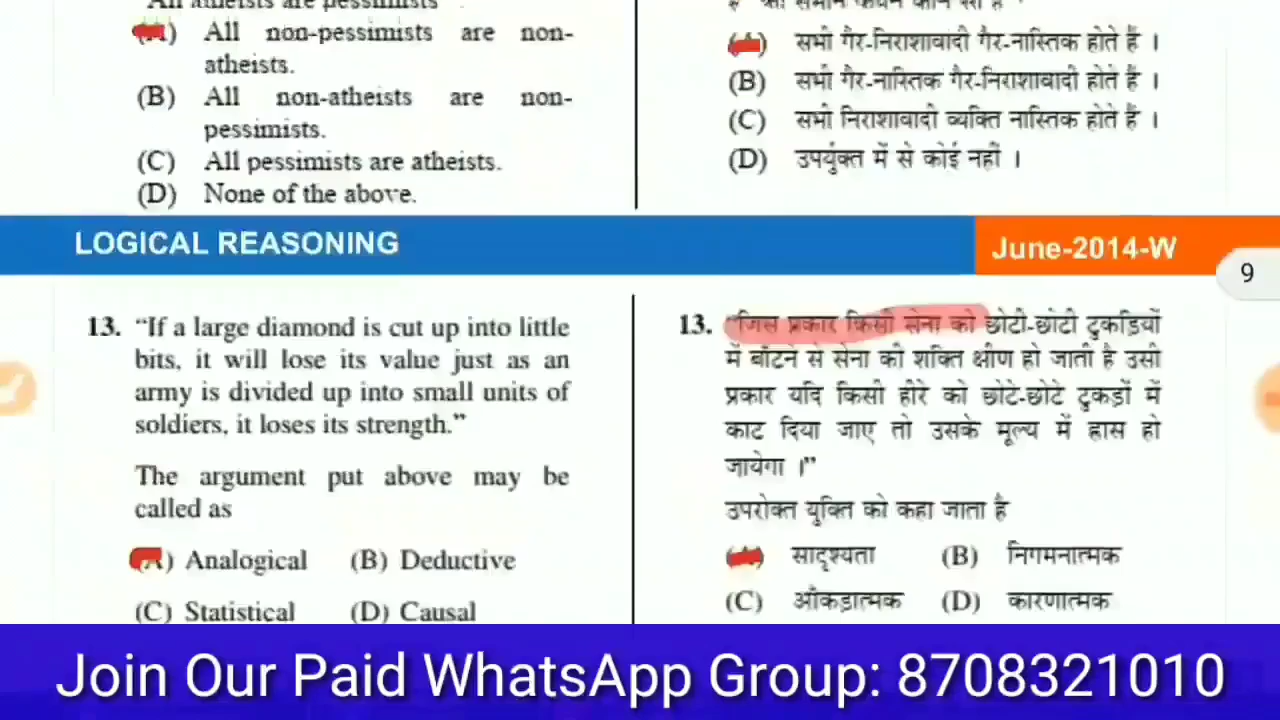 All atheists are pessimists
(A) All non-pessimists are non-
atheists.
(B) All non-atheists are non-
pessimists.
(C) All pessimists are atheists.
(D) None of the above.
सभी गैर-निराशावादी गैर-नास्तिक होते हैं ।
(B) सभी गैर-नास्तिक गैर-निराशावादी होते हैं ।
(C) सभी निराशावादी व्यक्ति नास्तिक होते हैं ।
(D) उपर्युक्त में से कोई नहीं ।
LOGICAL REASONING
June-2014-W
9
13. “If a large diamond is cut up into little
bits, it will lose its value just as an
army is divided up into small units of
soldiers, it loses its strength.”
The argument put above may be
called as
(A) Analogical (B) Deductive
(C) Statistical (D) Causal
13. “जिस प्रकार किसी सेना को छोटी-छोटी टुकड़ियों
में बाँटने से सेना की शक्ति क्षीण हो जाती है उसी
प्रकार यदि किसी हीरे को छोटे-छोटे टुकड़ों में
काट दिया जाए तो उसके मूल्य में ह्रास हो
जायेगा ।”
उपरोक्त युक्ति को कहा जाता है
सादृश्यता (B) निगमनात्मक
(C) आँकड़ात्मक (D) कारणात्मक
Join Our Paid WhatsApp Group: 8708321010